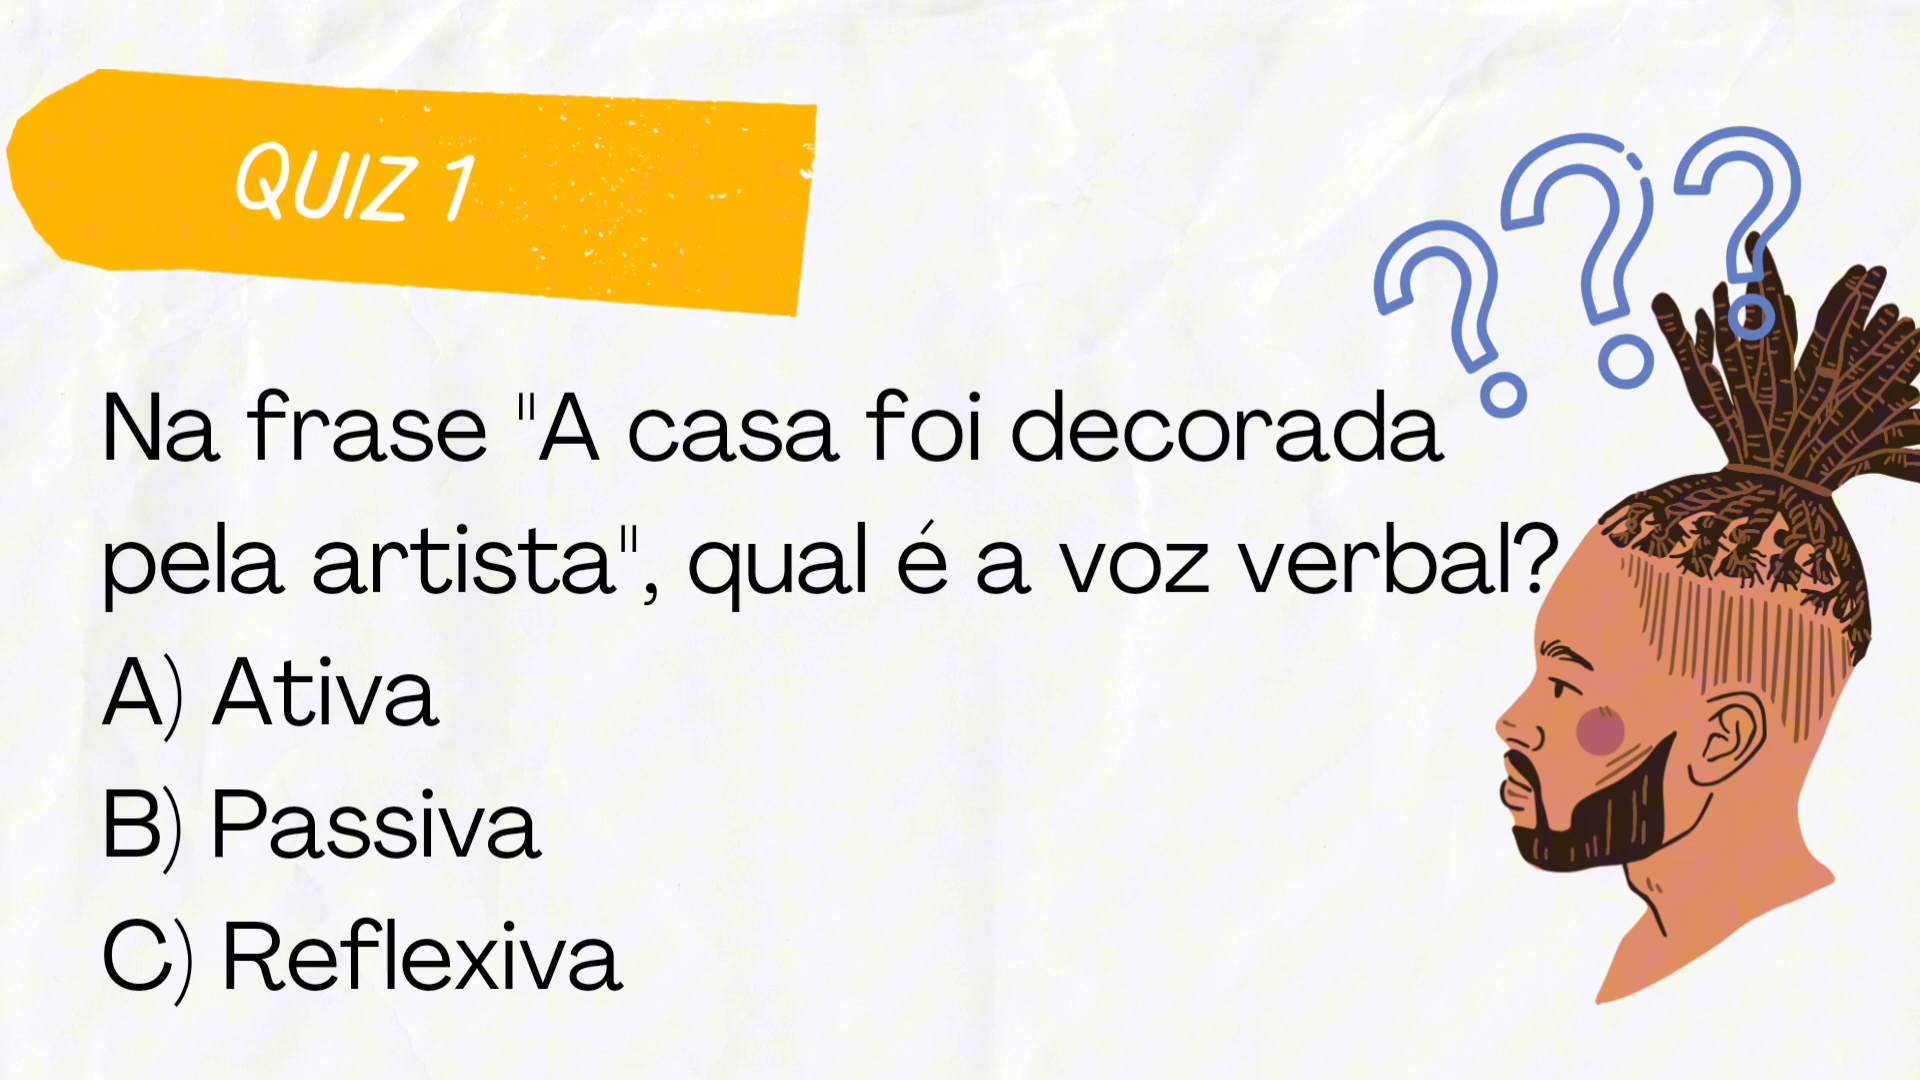 QUIZ 1
Na frase "A casa foi decorada
pela artista", qual é a voz verbal?
A) Ativa
B) Passiva
C) Reflexiva